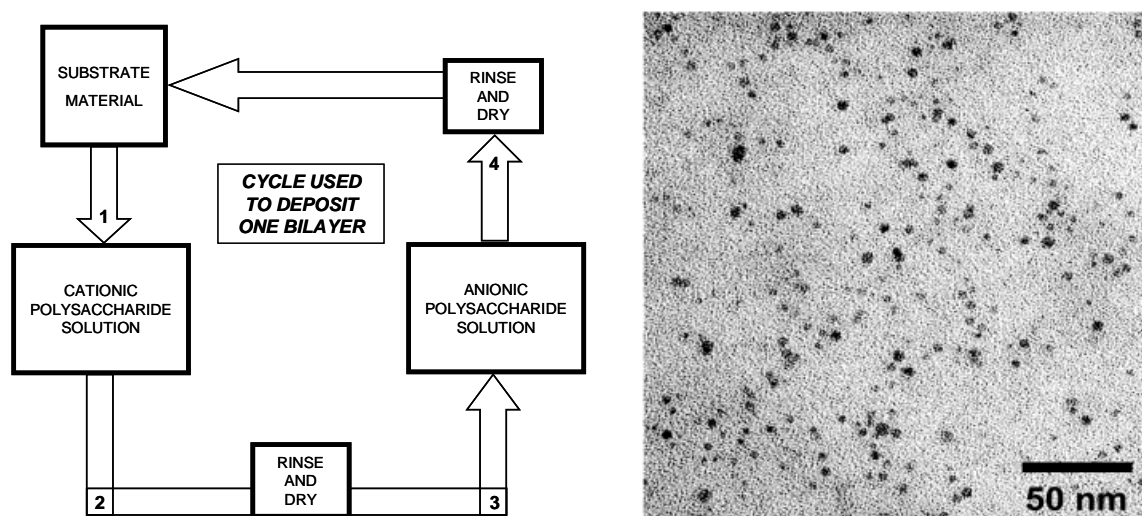 SUBSTRATE
MATERIAL
1
CATIONIC
POLYSACCHARIDE
SOLUTION
2
RINSE
AND
DRY
3
ANIONIC
POLYSACCHARIDE
SOLUTION
4
RINSE
AND
DRY
CYCLE USED
TO DEPOSIT
ONE BILAYER
50 nm